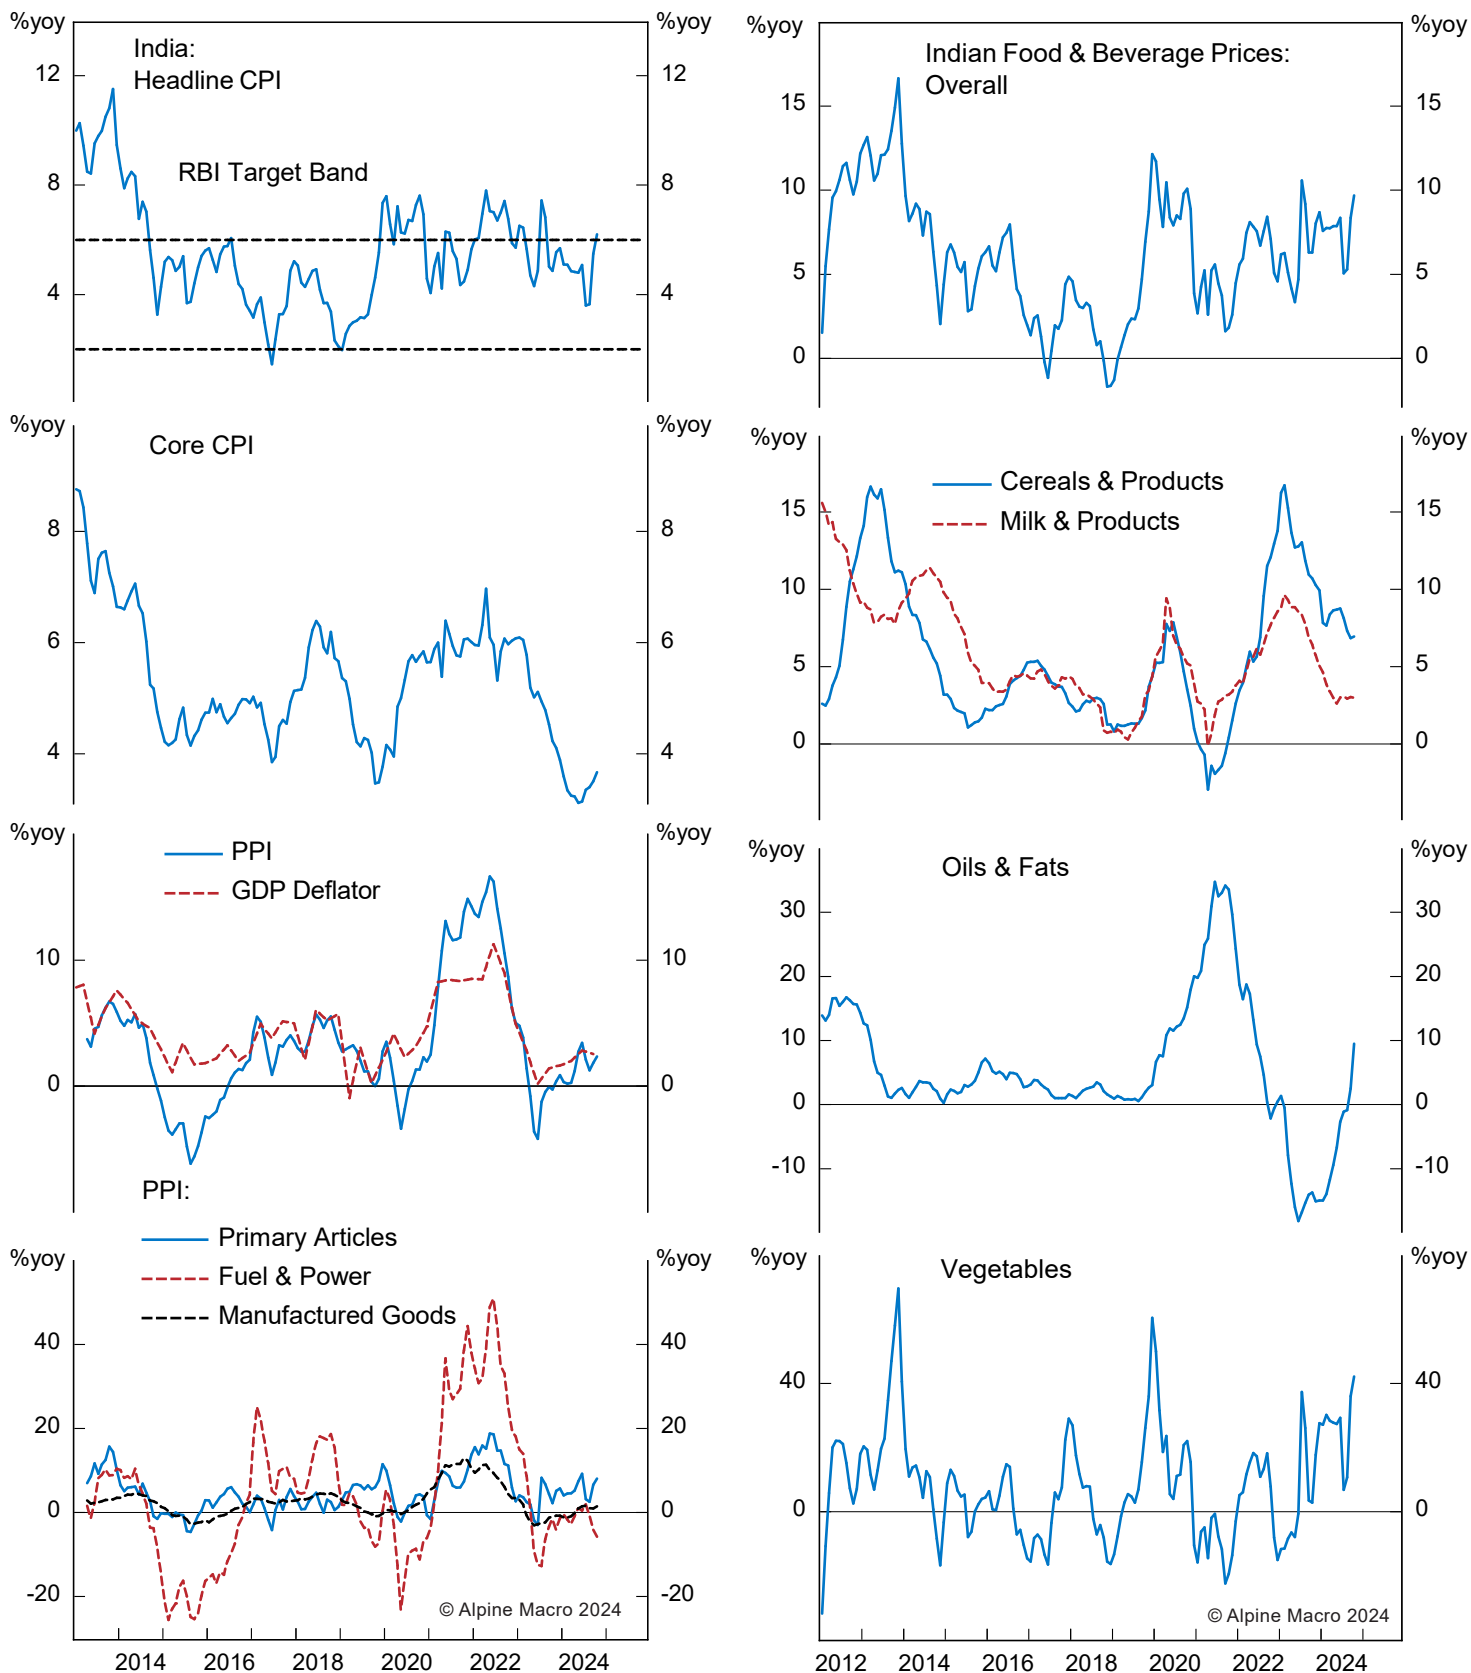 %yoy
%yoy
India:
Headline CPI
12
12
RBI Target Band
8
8
4
4
%yoy
%yoy
Core CPI
8
8
6
6
4
4
%yoy
%yoy
PPI
GDP Deflator
10
10
0
0
PPI:
Primary Articles
Fuel & Power
Manufactured Goods
%yoy
%yoy
40
40
20
20
0
0
-20
-20
© Alpine Macro 2024
2014
2016
2018
2020
2022
2024
%yoy
%yoy
Indian Food & Beverage Prices:
Overall
15
15
10
10
5
5
0
0
%yoy
%yoy
Cereals & Products
Milk & Products
15
15
10
10
5
5
0
0
%yoy
%yoy
Oils & Fats
30
30
20
20
10
10
0
0
-10
-10
%yoy
%yoy
Vegetables
40
40
0
0
© Alpine Macro 2024
2012
2014
2016
2018
2020
2022
2024